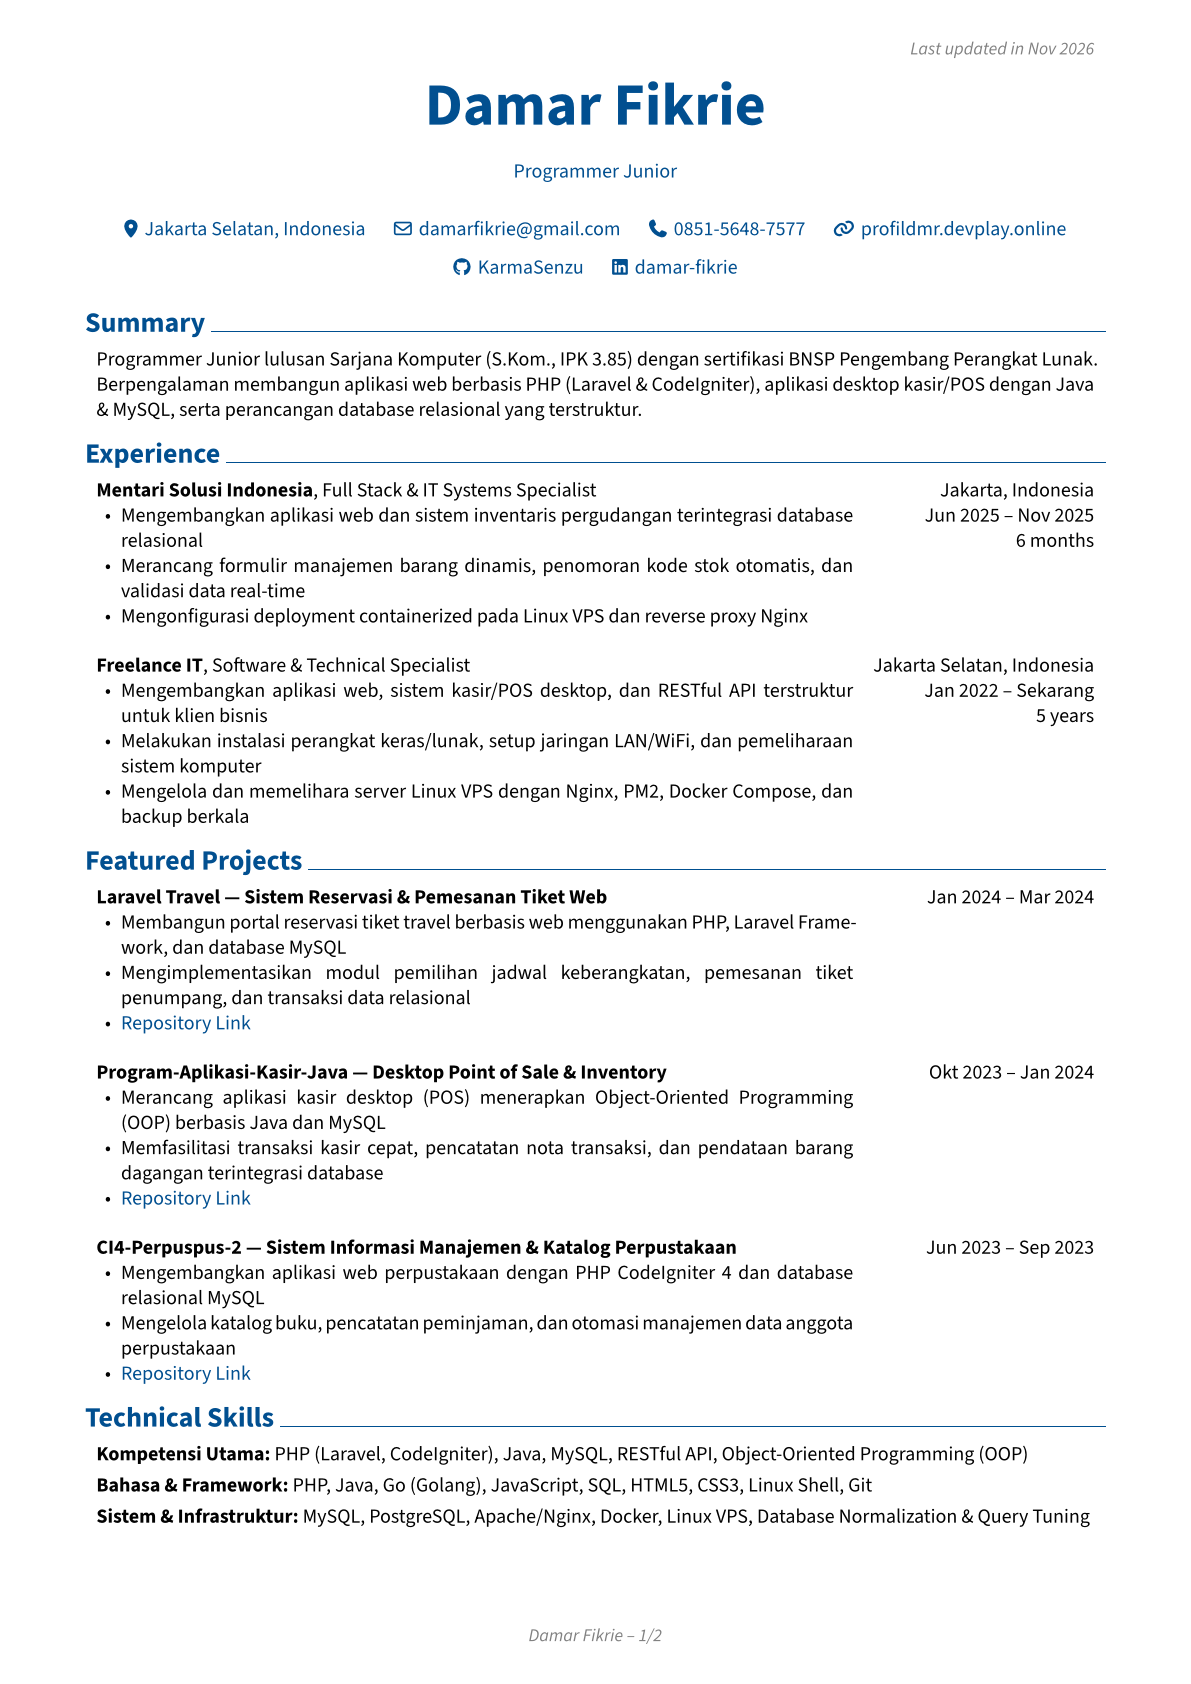 Last updated in Nov 2026
Damar Fikrie
Programmer Junior
Jakarta Selatan, Indonesia damarfikrie@gmail.com 0851-5648-7577 profildmr.devplay.online
KarmaSenzu damar-fikrie
Summary
Programmer Junior lulusan Sarjana Komputer (S.Kom., IPK 3.85) dengan sertifikasi BNSP Pengembang Perangkat Lunak.
Berpengalaman membangun aplikasi web berbasis PHP (Laravel & CodeIgniter), aplikasi desktop kasir/POS dengan Java
& MySQL, serta perancangan database relasional yang terstruktur.
Experience
Mentari Solusi Indonesia, Full Stack & IT Systems Specialist Jakarta, Indonesia
• Mengembangkan aplikasi web dan sistem inventaris pergudangan terintegrasi database Jun 2025 – Nov 2025
relasional 6 months
• Merancang formulir manajemen barang dinamis, penomoran kode stok otomatis, dan
validasi data real-time
• Mengonfigurasi deployment containerized pada Linux VPS dan reverse proxy Nginx
Freelance IT, Software & Technical Specialist Jakarta Selatan, Indonesia
• Mengembangkan aplikasi web, sistem kasir/POS desktop, dan RESTful API terstruktur Jan 2022 – Sekarang
untuk klien bisnis 5 years
• Melakukan instalasi perangkat keras/lunak, setup jaringan LAN/WiFi, dan pemeliharaan
sistem komputer
• Mengelola dan memelihara server Linux VPS dengan Nginx, PM2, Docker Compose, dan
backup berkala
Featured Projects
Laravel Travel — Sistem Reservasi & Pemesanan Tiket Web Jan 2024 – Mar 2024
• Membangun portal reservasi tiket travel berbasis web menggunakan PHP, Laravel Frame-
work, dan database MySQL
• Mengimplementasikan modul pemilihan jadwal keberangkatan, pemesanan tiket
penumpang, dan transaksi data relasional
• Repository Link
Program-Aplikasi-Kasir-Java — Desktop Point of Sale & Inventory Okt 2023 – Jan 2024
• Merancang aplikasi kasir desktop (POS) menerapkan Object-Oriented Programming
(OOP) berbasis Java dan MySQL
• Memfasilitasi transaksi kasir cepat, pencatatan nota transaksi, dan pendataan barang
dagangan terintegrasi database
• Repository Link
CI4-Perpuspus-2 — Sistem Informasi Manajemen & Katalog Perpustakaan Jun 2023 – Sep 2023
• Mengembangkan aplikasi web perpustakaan dengan PHP CodeIgniter 4 dan database
relasional MySQL
• Mengelola katalog buku, pencatatan peminjaman, dan otomasi manajemen data anggota
perpustakaan
• Repository Link
Technical Skills
Kompetensi Utama: PHP (Laravel, CodeIgniter), Java, MySQL, RESTful API, Object-Oriented Programming (OOP)
Bahasa & Framework: PHP, Java, Go (Golang), JavaScript, SQL, HTML5, CSS3, Linux Shell, Git
Sistem & Infrastruktur: MySQL, PostgreSQL, Apache/Nginx, Docker, Linux VPS, Database Normalization & Query Tuning
Damar Fikrie – 1/2